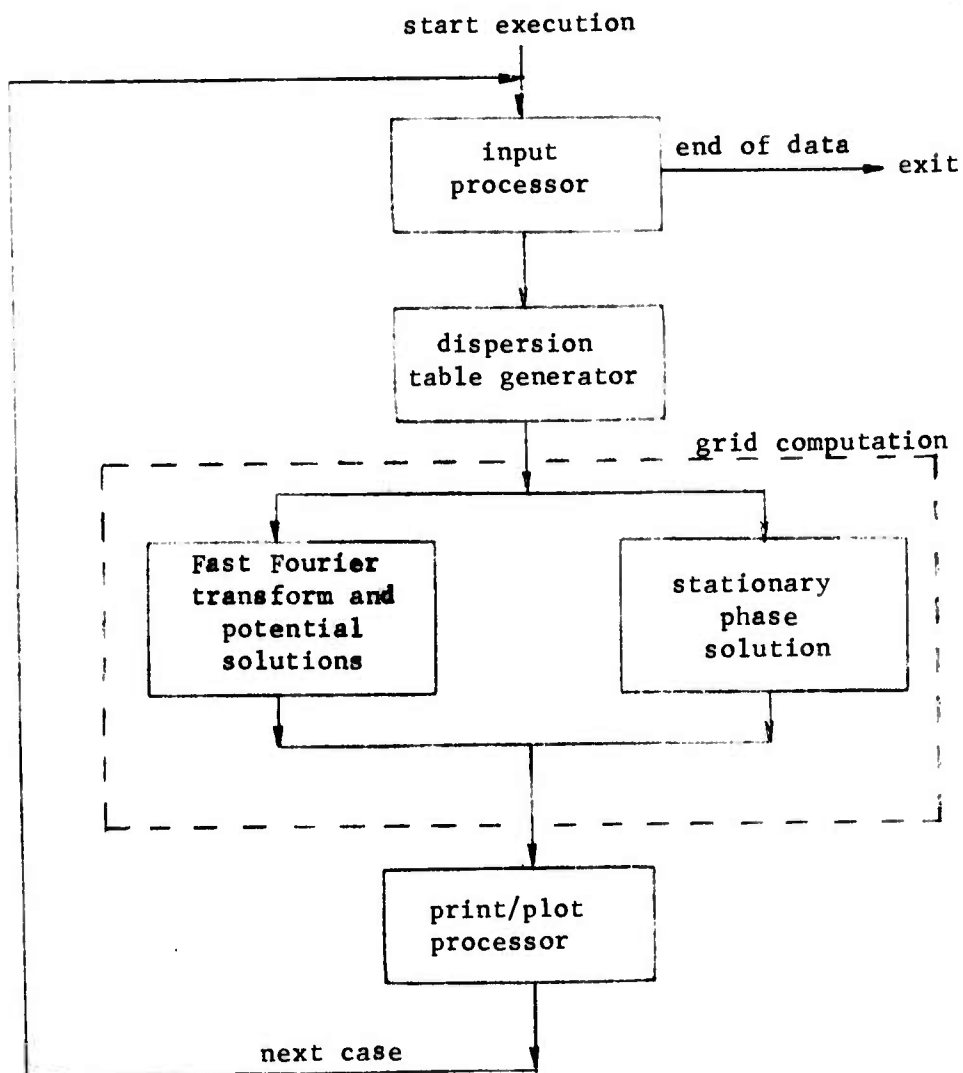 start execution
input
processor
end of data
exit
dispersion
table generator
grid computation
Fast Fourier
transform and
potential
solutions
stationary
phase
solution
print/plot
processor
next case